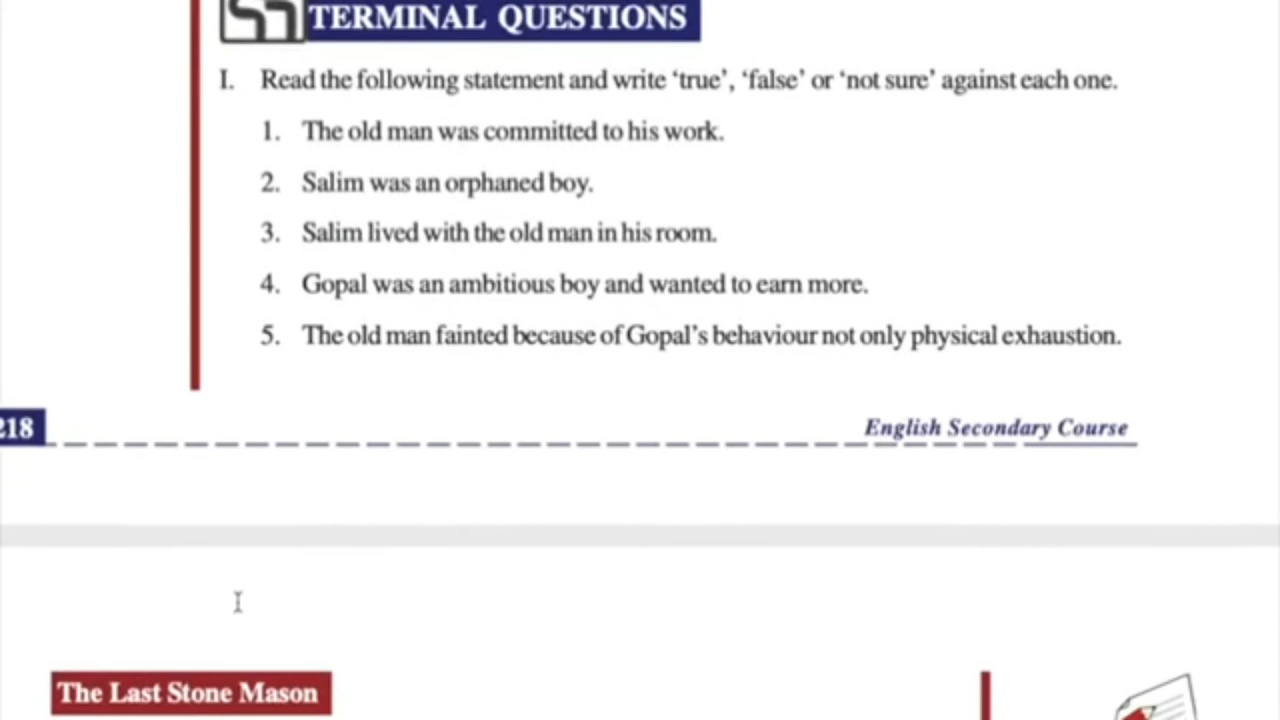 TERMINAL QUESTIONS
I. Read the following statement and write ‘true’, ‘false’ or ‘not sure’ against each one.
1. The old man was committed to his work.
2. Salim was an orphaned boy.
3. Salim lived with the old man in his room.
4. Gopal was an ambitious boy and wanted to earn more.
5. The old man fainted because of Gopal’s behaviour not only physical exhaustion.
218
English Secondary Course
The Last Stone Mason